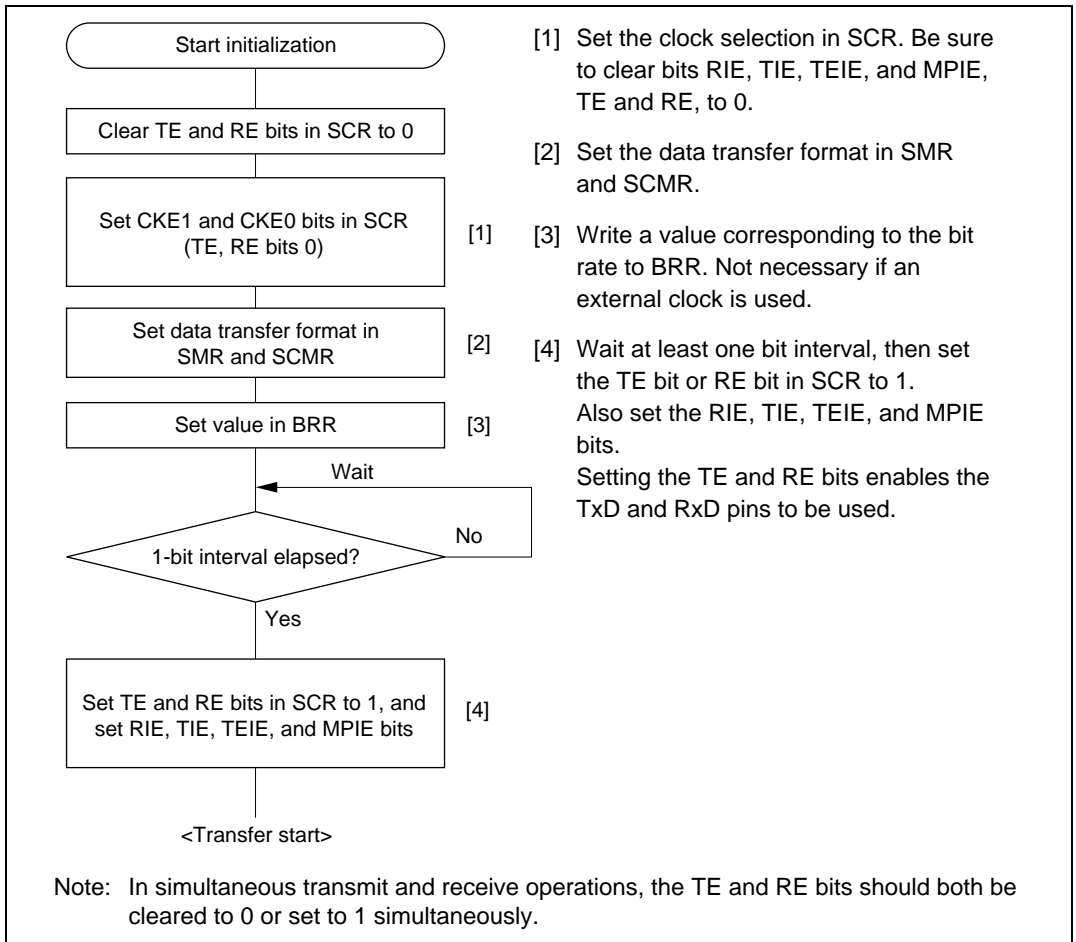 Start initialization
Clear TE and RE bits in SCR to 0
Set CKE1 and CKE0 bits in SCR
(TE, RE bits 0)
[1]
Set data transfer format in
SMR and SCMR
[2]
Set value in BRR
[3]
Wait
No
1-bit interval elapsed?
Yes
Set TE and RE bits in SCR to 1, and
set RIE, TIE, TEIE, and MPIE bits
[4]
<Transfer start>
[1] Set the clock selection in SCR. Be sure
to clear bits RIE, TIE, TEIE, and MPIE,
TE and RE, to 0.
[2] Set the data transfer format in SMR
and SCMR.
[3] Write a value corresponding to the bit
rate to BRR. Not necessary if an
external clock is used.
[4] Wait at least one bit interval, then set
the TE bit or RE bit in SCR to 1.
Also set the RIE, TIE, TEIE, and MPIE
bits.
Setting the TE and RE bits enables the
TxD and RxD pins to be used.
Note: In simultaneous transmit and receive operations, the TE and RE bits should both be
cleared to 0 or set to 1 simultaneously.